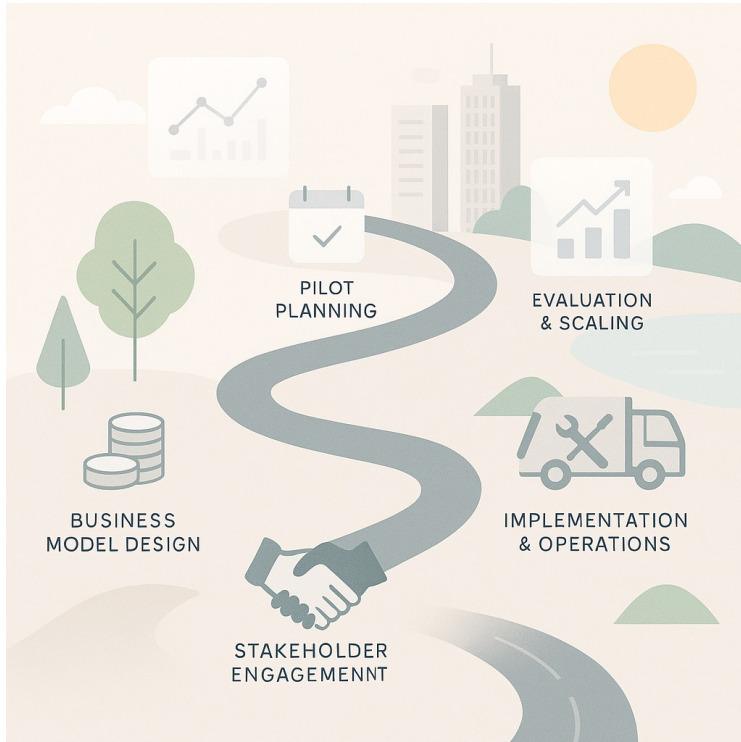 PILOT
PLANNING
EVALUATION
& SCALING
BUSINESS
MODEL DESIGN
IMPLEMENTATION
& OPERATIONS
STAKEHOLDER
ENGAGEMENNT